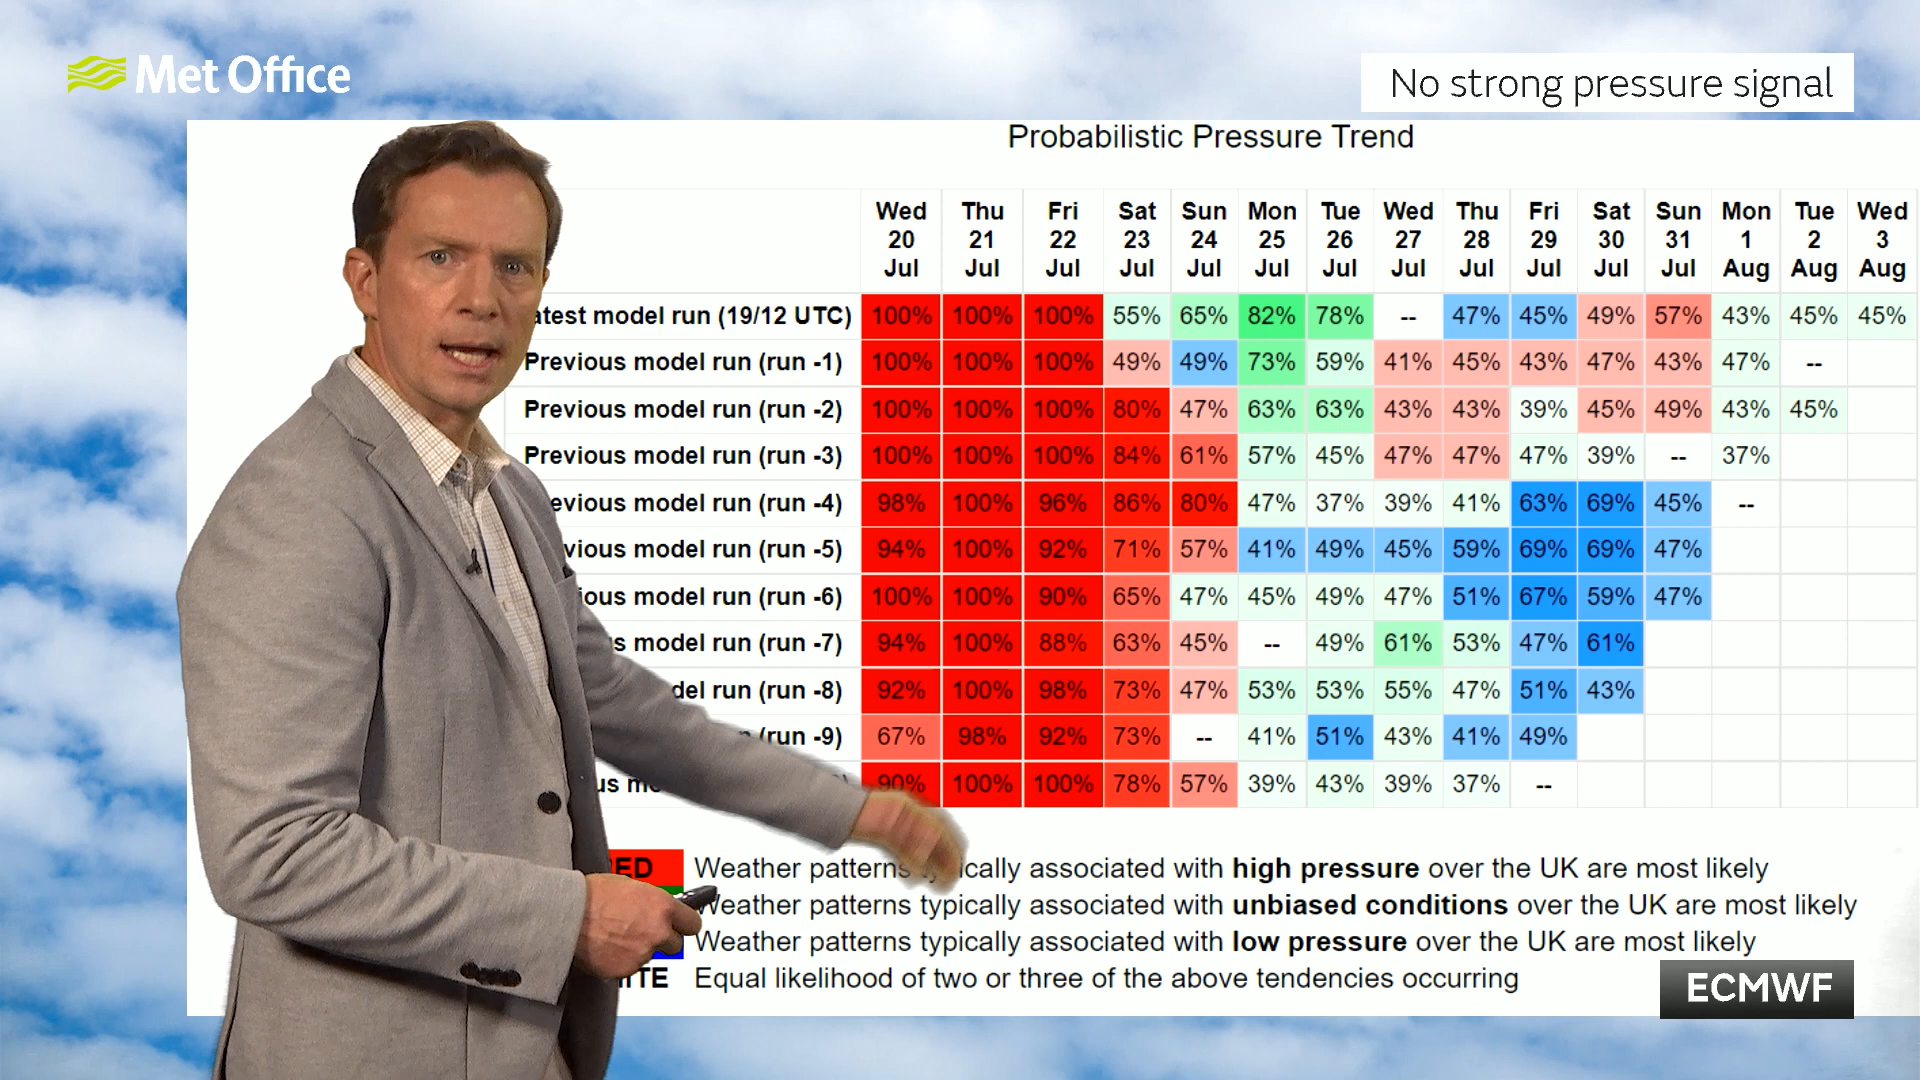 Met Office
No strong pressure signal
Probabilistic Pressure Trend
Wed Thu Fri Sat Sun Mon Tue Wed Thu Fri Sat Sun Mon Tue Wed
20 21 22 23 24 25 26 27 28 29 30 31 1 2 3
Jul Jul Jul Jul Jul Jul Jul Jul Jul Jul Jul Jul Aug Aug Aug
atest model run (19/12 UTC) 100% 100% 100% 55% 65% 82% 78% -- 47% 45% 49% 57% 43% 45% 45%
Previous model run (run -1) 100% 100% 100% 49% 49% 73% 59% 41% 45% 43% 47% 43% 47% --
Previous model run (run -2) 100% 100% 100% 80% 47% 63% 63% 43% 43% 39% 45% 49% 43% 45%
Previous model run (run -3) 100% 100% 100% 84% 61% 57% 45% 47% 47% 47% 39% -- 37%
evious model run (run -4) 98% 100% 96% 86% 80% 47% 37% 39% 41% 63% 69% 45% --
vious model run (run -5) 94% 100% 92% 71% 57% 41% 49% 45% 59% 69% 69% 47%
ious model run (run -6) 100% 100% 90% 65% 47% 45% 49% 47% 51% 67% 59% 47%
s model run (run -7) 94% 100% 88% 63% 45% -- 49% 61% 53% 47% 61%
del run (run -8) 92% 100% 98% 73% 47% 53% 53% 55% 47% 51% 43%
(run -9) 67% 98% 92% 73% -- 41% 51% 43% 41% 49%
us 90% 100% 100% 78% 57% 39% 43% 39% 37% --
ED Weather patterns typically associated with high pressure over the UK are most likely
Weather patterns typically associated with unbiased conditions over the UK are most likely
Weather patterns typically associated with low pressure over the UK are most likely
ITE Equal likelihood of two or three of the above tendencies occurring
ECMWF